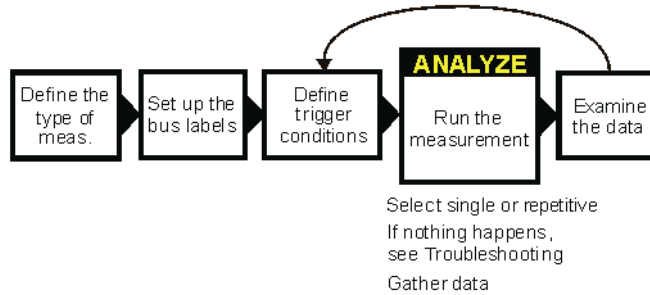 Define the
type of
meas.
Set up the
bus labels
Define
trigger
conditions
ANALYZE
Run the
measurement
Examine
the data
Select single or repetitive
If nothing happens,
see Troubleshooting
Gather data